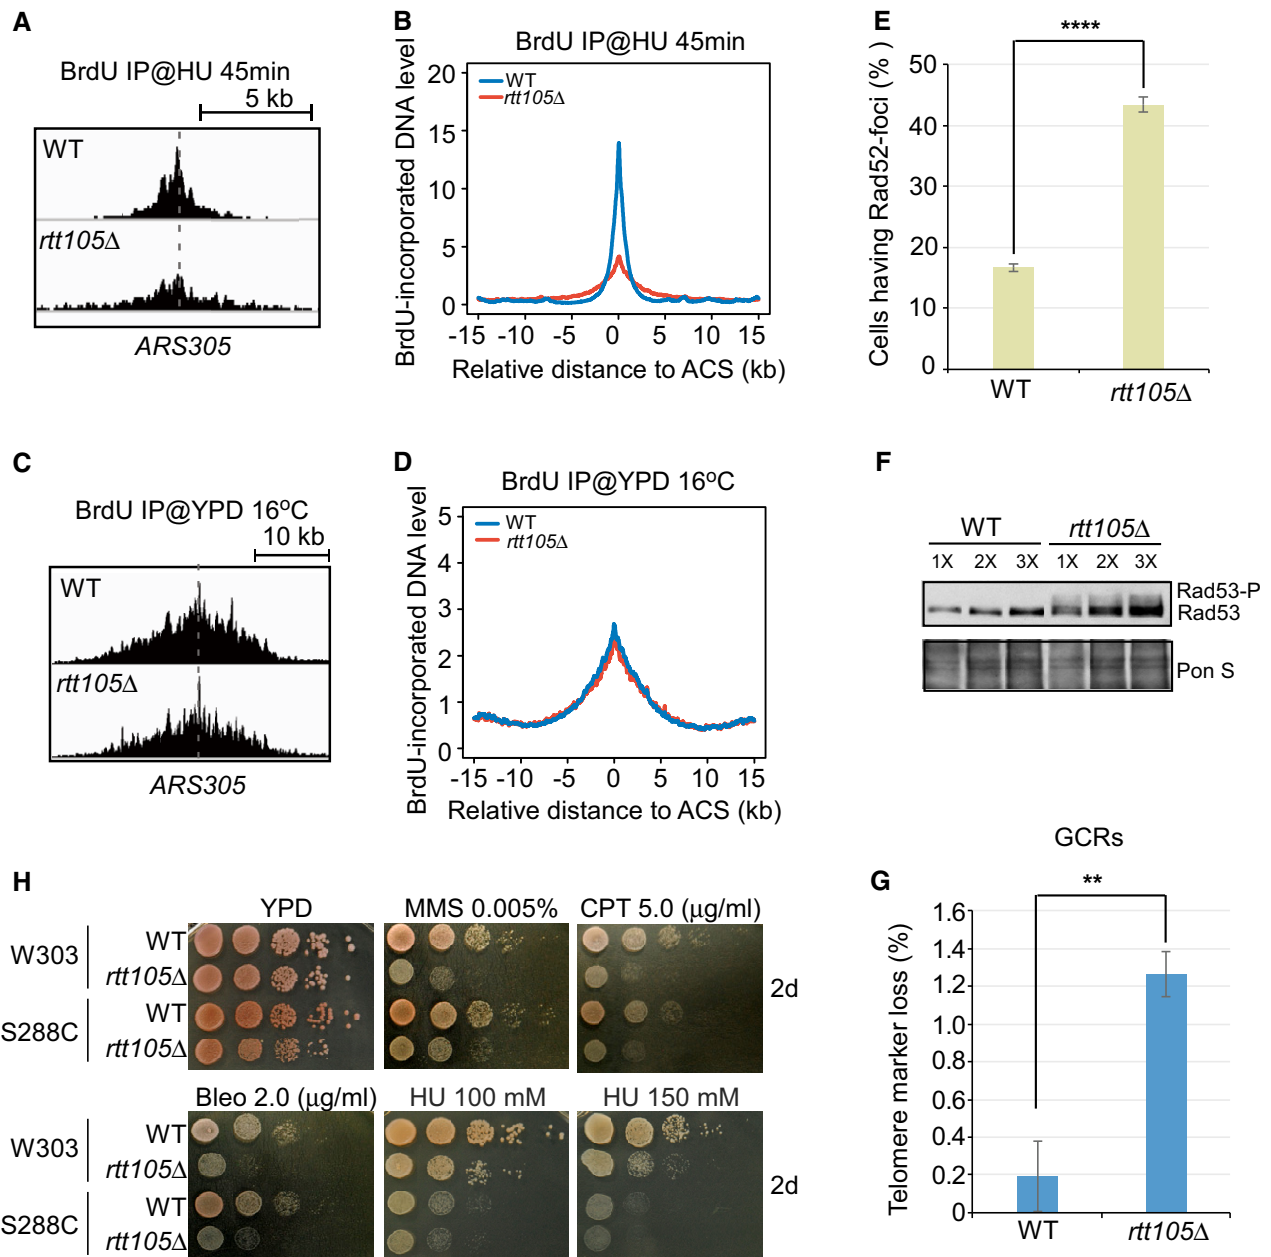 A
BrdU IP@HU 45min
5 kb
WT
rtt105Δ
ARS305
B
BrdU IP@HU 45min
BrdU-incorporated DNA level
20
15
10
5
0
WT
rtt105Δ
-15 -10 -5 0 5 10 15
Relative distance to ACS (kb)
C
BrdU IP@YPD 16°C
10 kb
WT
rtt105Δ
ARS305
D
BrdU IP@YPD 16°C
BrdU-incorporated DNA level
5
4
3
2
1
0
WT
rtt105Δ
-15 -10 -5 0 5 10 15
Relative distance to ACS (kb)
E
****
Cells having Rad52-foci (%)
50
40
30
20
10
0
WT rtt105Δ
F
WT rtt105Δ
1X 2X 3X 1X 2X 3X
Rad53-P
Rad53
Pon S
G
GCRs
**
Telomere marker loss (%)
1.6
1.4
1.2
1.0
0.8
0.6
0.4
0.2
0
WT rtt105Δ
H
YPD MMS 0.005% CPT 5.0 (μg/ml)
W303
WT
rtt105Δ
S288C
WT
rtt105Δ
2d
Bleo 2.0 (μg/ml) HU 100 mM HU 150 mM
W303
WT
rtt105Δ
S288C
WT
rtt105Δ
2d